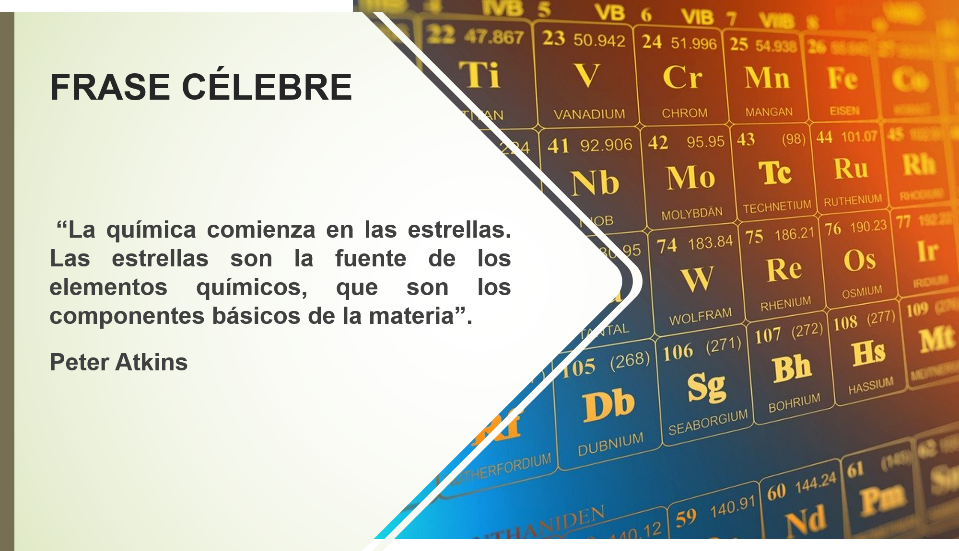 FRASE CÉLEBRE
“La química comienza en las estrellas.
Las estrellas son la fuente de los
elementos químicos, que son los
componentes básicos de la materia”.
Peter Atkins
IVB 5 VB 6 VIB 7 VIIB 8
22 47.867 23 50.942 24 51.996 25 54.938 26
Ti V Cr Mn Fe Co
VANADIUM CHROM MANGAN EISEN
41 92.906 42 95.95 43 (98) 44 101.07 45
Nb Mo Tc Ru Rh
MOLYBDÄN TECHNETIUM RUTHENIUM
74 183.84 75 186.21 76 190.23 77
W Re Os Ir
WOLFRAM RHENIUM OSMIUM
105 (268) 106 (271) 107 (272) 108 (277) 109
Rf Db Sg Bh Hs Mt
DUBNIUM SEABORGIUM BOHRIUM HASSIUM
59 140.91 60 144.24 61
Nd Pm